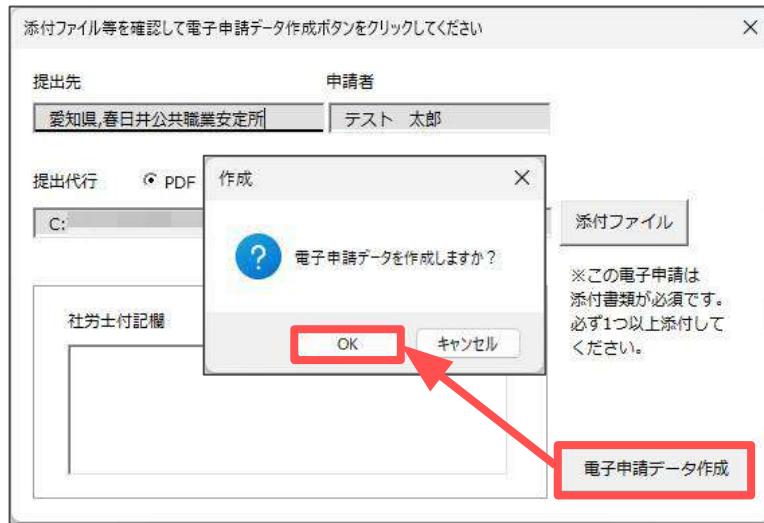 添付ファイル等を確認して電子申請データ作成ボタンをクリックしてください
提出先
申請者
愛知県,春日井公共職業安定所
テスト 太郎
提出代行
PDF
C:
添付ファイル
作成
電子申請データを作成しますか?
OK
キャンセル
※この電子申請は
添付書類が必須です。
必ず1つ以上添付して
ください。
社労士付記欄
電子申請データ作成